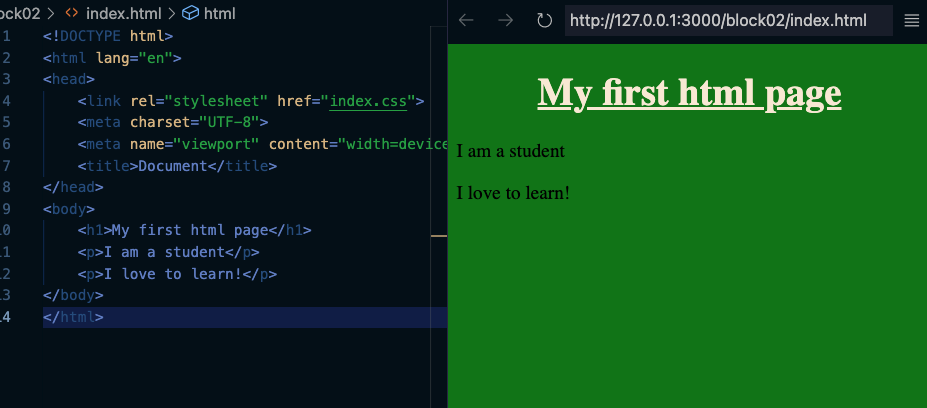 ock02 > <> index.html > html
1 <!DOCTYPE html>
2 <html lang="en">
3 <head>
4 <link rel="stylesheet" href="index.css">
5 <meta charset="UTF-8">
6 <meta name="viewport" content="width=device
7 <title>Document</title>
8 </head>
9 <body>
10 <h1>My first html page</h1>
11 <p>I am a student</p>
12 <p>I love to learn!</p>
13 </body>
14 </html>
http://127.0.0.1:3000/block02/index.html
My first html page
I am a student
I love to learn!